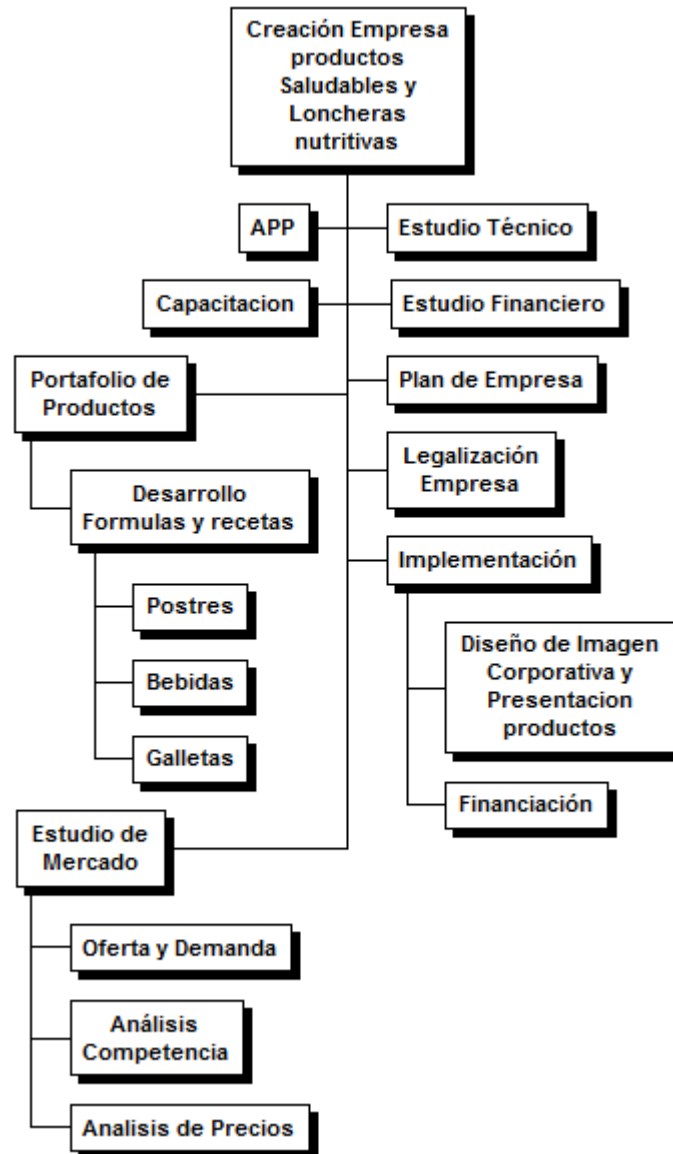 Creación Empresa
productos
Saludables y
Loncheras
nutritivas
APP
Estudio Técnico
Capacitacion
Estudio Financiero
Portafolio de
Productos
Plan de Empresa
Desarrollo
Formulas y recetas
Legalización
Empresa
Postres
Bebidas
Galletas
Implementación
Diseño de Imagen
Corporativa y
Presentacion
productos
Financiación
Estudio de
Mercado
Oferta y Demanda
Análisis
Competencia
Analisis de Precios